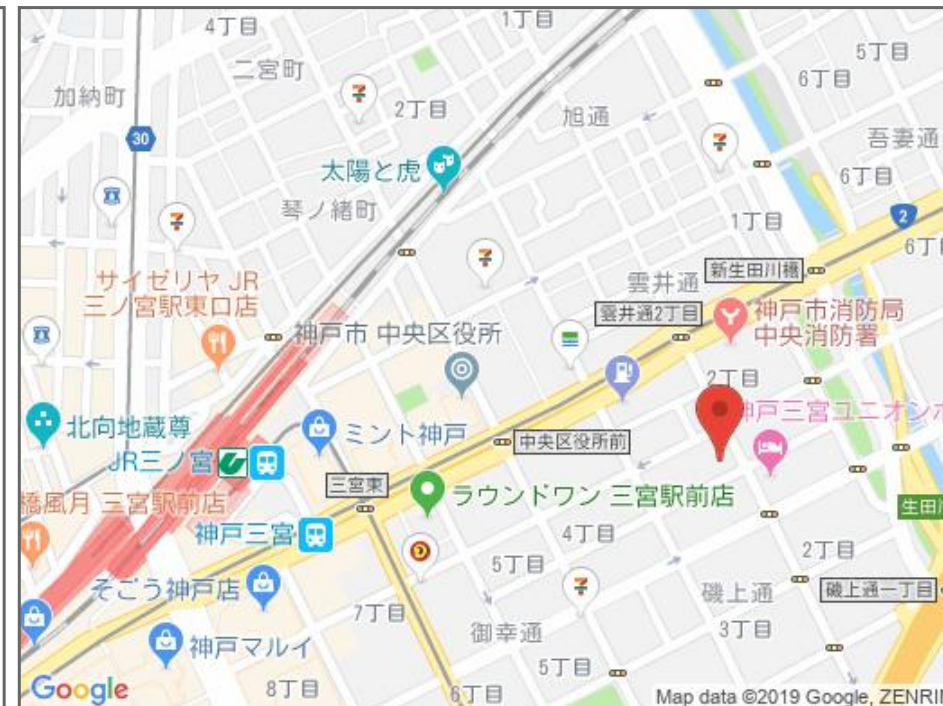 4丁目
1丁目
5丁目
二宮町
6丁目
加納町
2丁目
旭通
30
吾妻通
太陽と虎
6丁目
琴ノ緒町
1丁目
2
6丁
サイゼリヤ JR
三ノ宮駅東口店
雲井通
新生田川橋
雲井通2丁目
神戸市消防局
中央消防署
神戸市 中央区役所
2丁目
北向地蔵尊
ミント神戸
神戸三宮ユニオンホ
中央区役所前
JR三ノ宮
三宮東
ラウンドワン 三宮駅前店
橋風月 三宮駅前店
生田川
神戸三宮
4丁目
5丁目
2丁目
そごう神戸店
磯上通
磯上通一丁目
7丁目
御幸通
3丁目
神戸マルイ
5丁目
8丁目
6丁目
Google
Map data ©2019 Google, ZENRIN